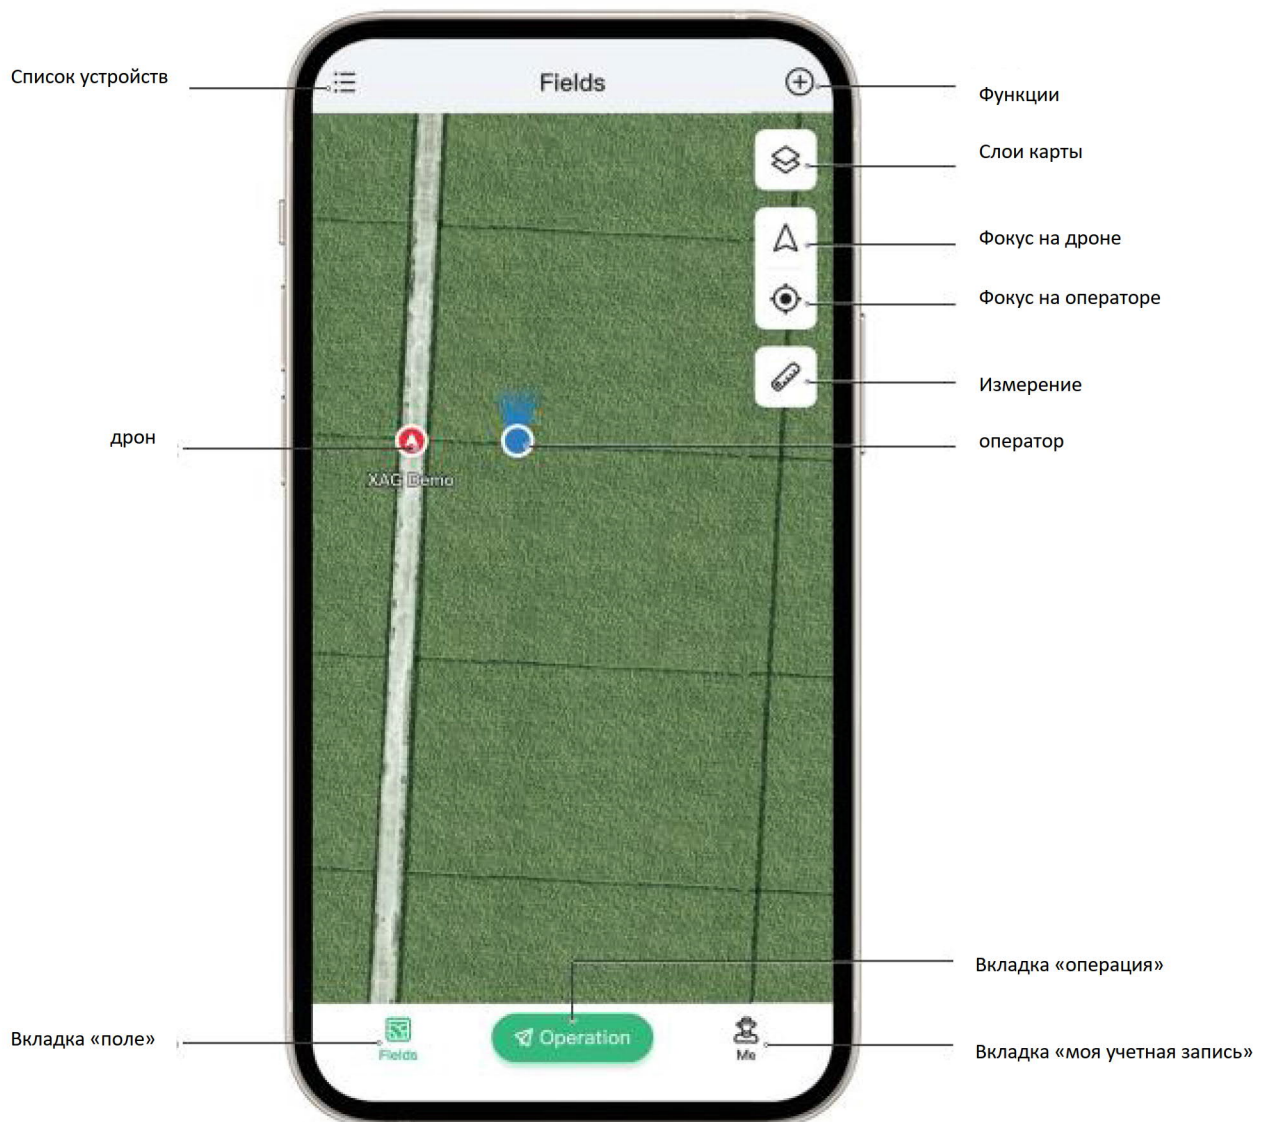 Список устройств
Fields
Функции
Слои карты
Фокус на дроне
Фокус на операторе
Измерение
дрон
оператор
XAG Demo
Вкладка «операция»
Вкладка «поле»
Fields
Operation
Me
Вкладка «моя учетная запись»